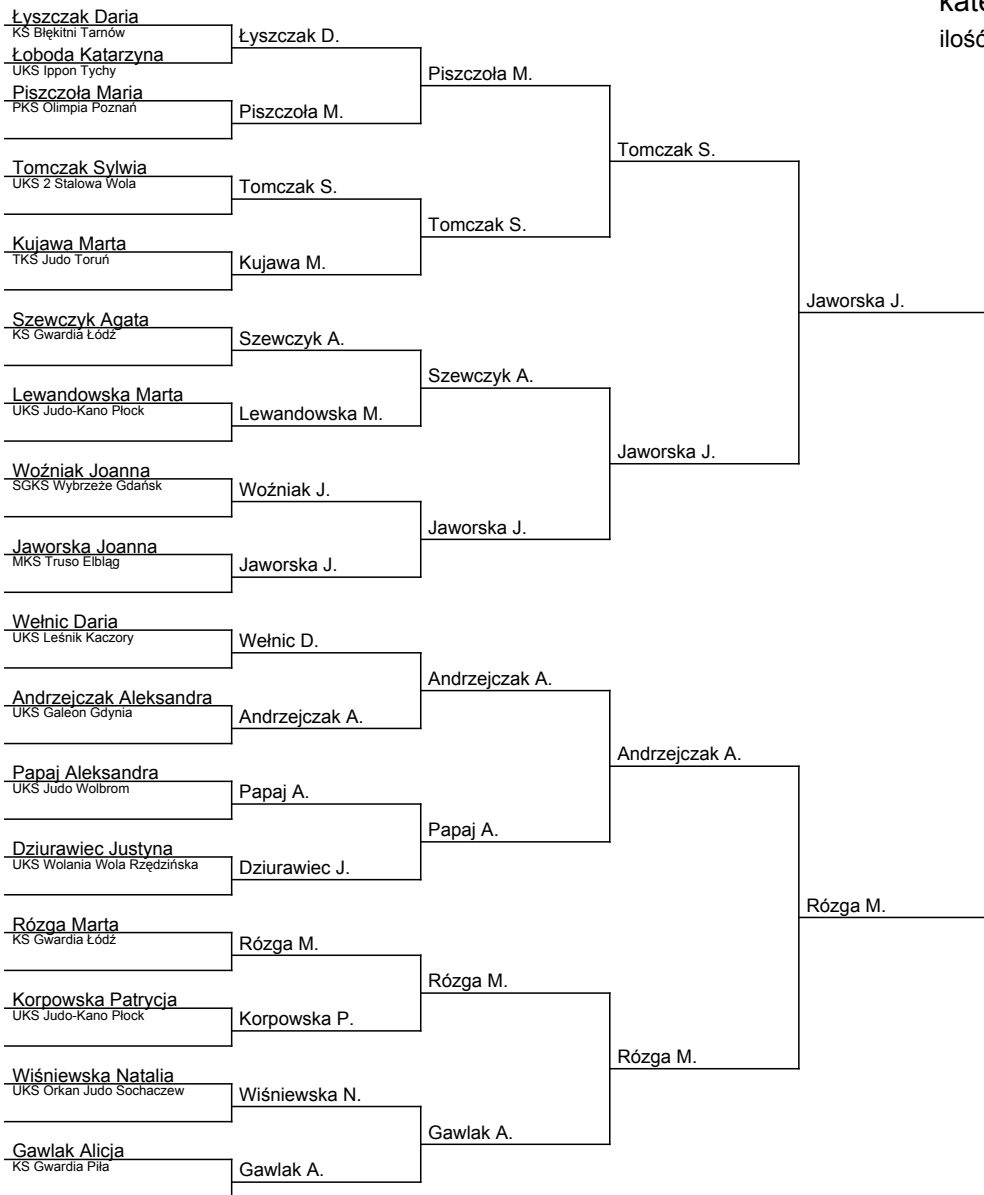 Łyszczak Daria
KS Błękitni Tarnów
Łoboda Katarzyna
UKS Ippon Tychy
Piszczoła Maria
PKS Olimpia Poznań
Tomczak Sylwia
UKS 2 Stalowa Wola
Kujawa Marta
TKS Judo Toruń
Szewczyk Agata
KS Gwardia Łódź
Lewandowska Marta
UKS Judo-Kano Płock
Woźniak Joanna
SGKS Wybrzeże Gdańsk
Jaworska Joanna
MKS Truso Elbląg
Wełnic Daria
UKS Leśnik Kaczory
Andrzejczak Aleksandra
UKS Galeon Gdynia
Papaj Aleksandra
UKS Judo Wolbrom
Dziurawiec Justyna
UKS Wolania Wola Rzędzińska
Rózga Marta
KS Gwardia Łódź
Korpowska Patrycja
UKS Judo-Kano Płock
Wiśniewska Natalia
UKS Orkan Judo Sochaczew
Gawlak Alicja
KS Gwardia Piła
Łyszczak D.
Piszczoła M.
Tomczak S.
Kujawa M.
Szewczyk A.
Lewandowska M.
Woźniak J.
Jaworska J.
Wełnic D.
Andrzejczak A.
Papaj A.
Dziurawiec J.
Rózga M.
Korpowska P.
Wiśniewska N.
Gawlak A.
Piszczoła M.
Tomczak S.
Szewczyk A.
Jaworska J.
Andrzejczak A.
Papaj A.
Rózga M.
Gawlak A.
Tomczak S.
Jaworska J.
Andrzejczak A.
Rózga M.
Jaworska J.
Rózga M.
kate
ilość